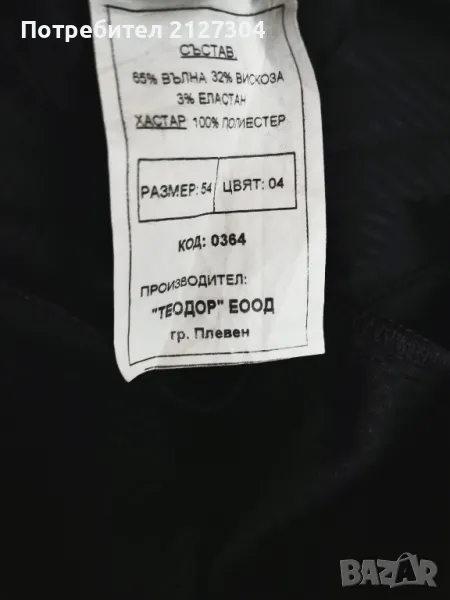 Потребител 2127304
СЪСТАВ
65% ВЪЛНА 32% ВИСКОЗА
3% ЕЛАСТАН
ХАСТАР 100% ПОЛИЕСТЕР
РАЗМЕР: 54 ЦВЯТ: 04
КОД: 0364
ПРОИЗВОДИТЕЛ:
"ТЕОДОР" ЕООД
гр. Плевен
BAZAR